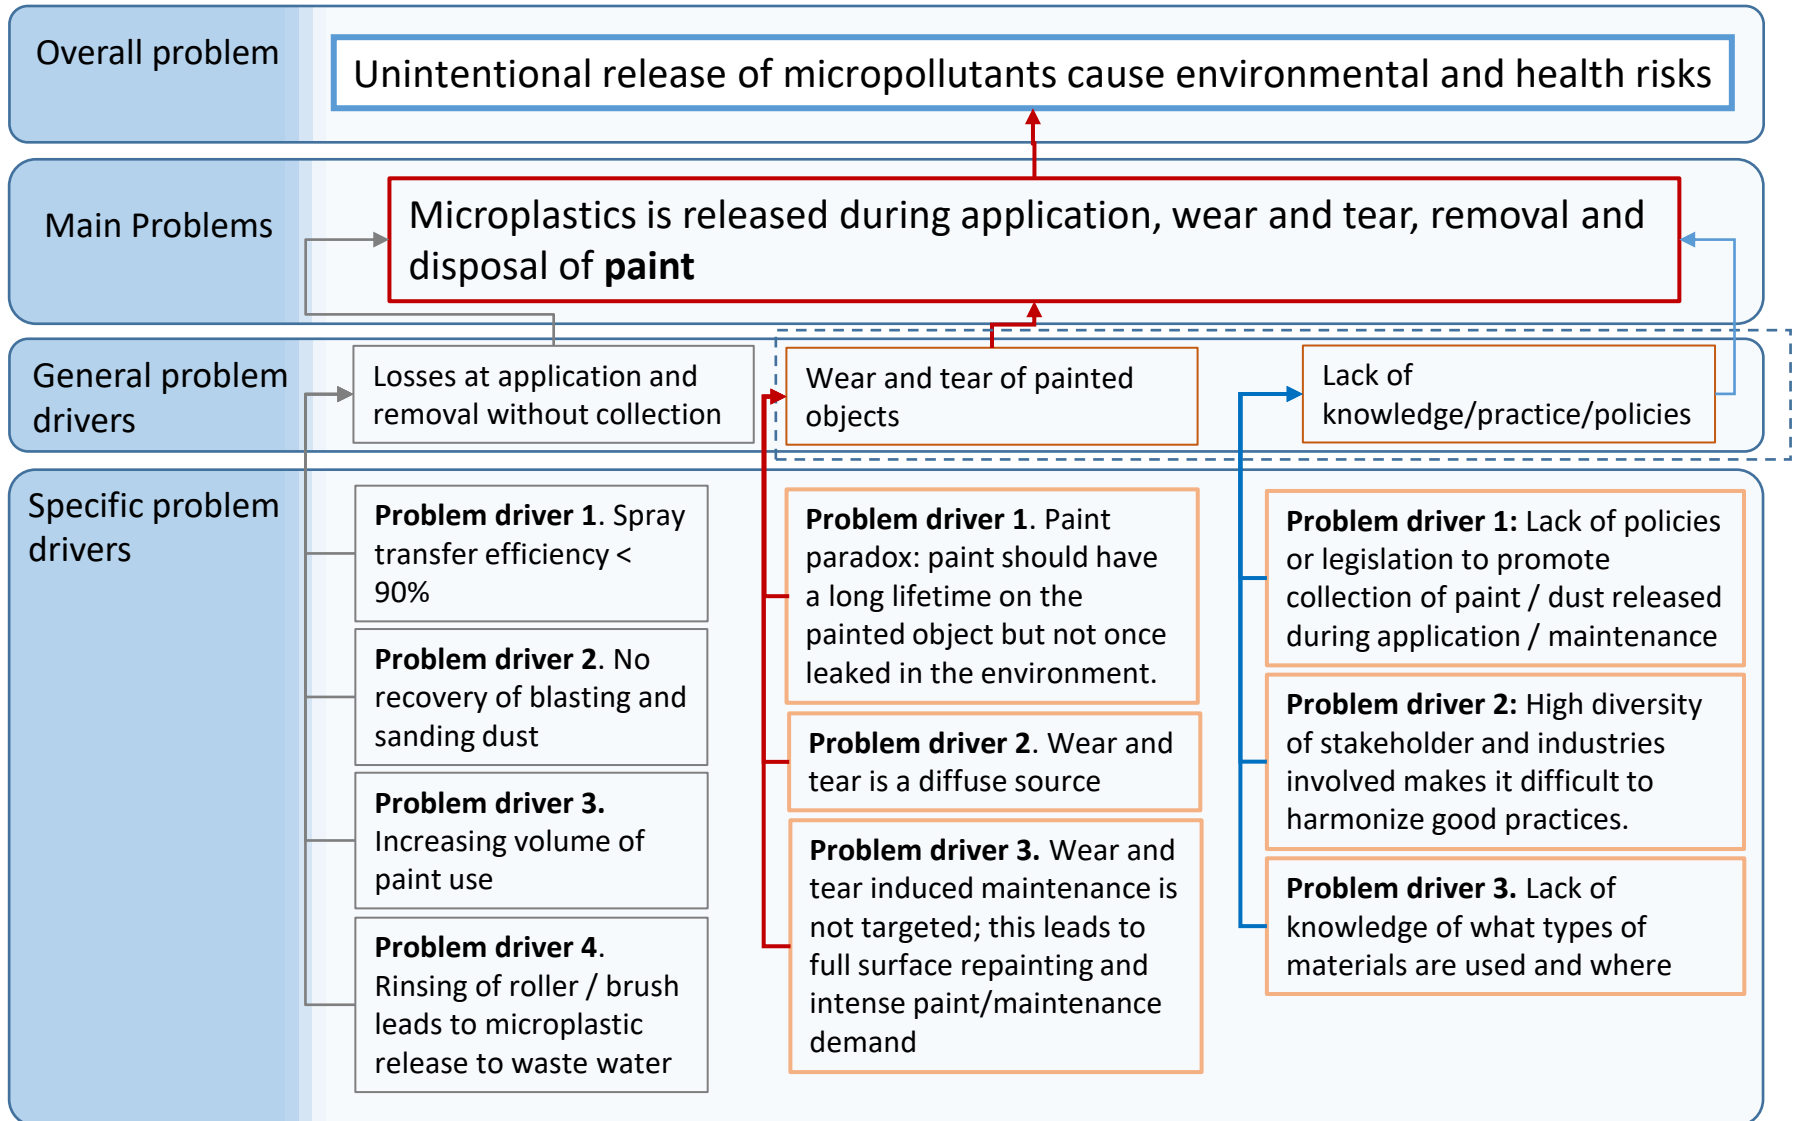 Overall problem
Unintentional release of micropollutants cause environmental and health risks
Main Problems
Microplastics is released during application, wear and tear, removal and
disposal of paint
General problem
drivers
Losses at application and
removal without collection
Wear and tear of painted
objects
Lack of
knowledge/practice/policies
Specific problem
drivers
Problem driver 1. Spray
transfer efficiency <
90%
Problem driver 2. No
recovery of blasting and
sanding dust
Problem driver 3.
Increasing volume of
paint use
Problem driver 4.
Rinsing of roller / brush
leads to microplastic
release to waste water
Problem driver 1. Paint
paradox: paint should have
a long lifetime on the
painted object but not once
leaked in the environment.
Problem driver 2. Wear and
tear is a diffuse source
Problem driver 3. Wear and
tear induced maintenance is
not targeted; this leads to
full surface repainting and
intense paint/maintenance
demand
Problem driver 1: Lack of policies
or legislation to promote
collection of paint / dust released
during application / maintenance
Problem driver 2: High diversity
of stakeholder and industries
involved makes it difficult to
harmonize good practices.
Problem driver 3. Lack of
knowledge of what types of
materials are used and where